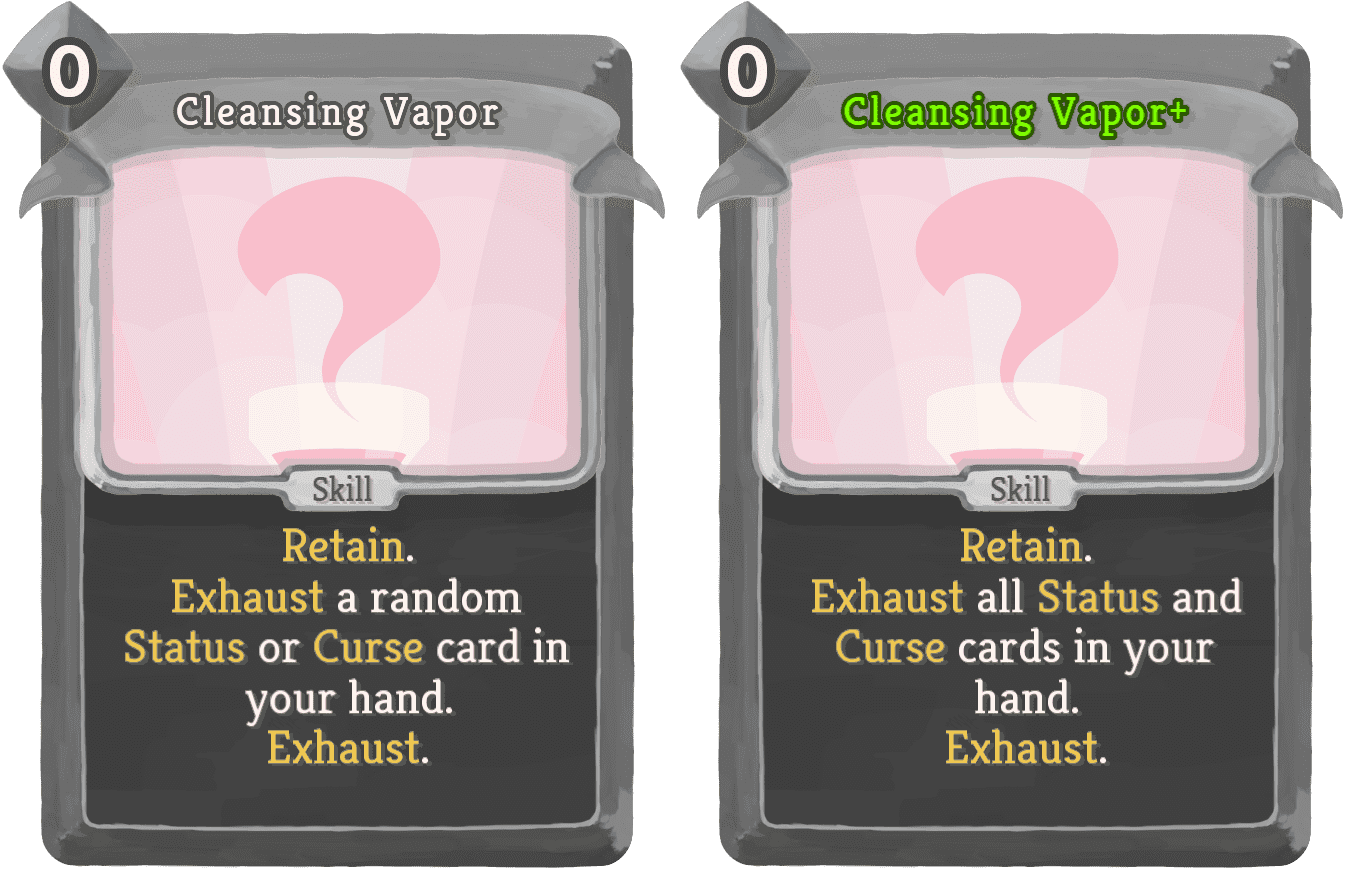 0
Cleansing Vapor
Skill
Retain.
Exhaust a random
Status or Curse card in
your hand.
Exhaust.
0
Cleansing Vapor+
Skill
Retain.
Exhaust all Status and
Curse cards in your
hand.
Exhaust.